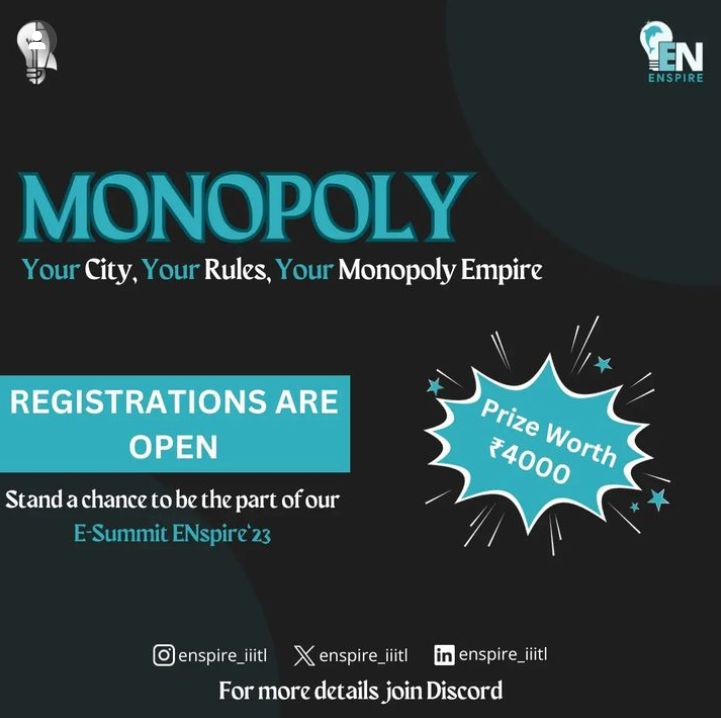 EN
ENSPIRE
MONOPOLY
Your City, Your Rules, Your Monopoly Empire
REGISTRATIONS ARE
OPEN
Prize Worth
₹4000
Stand a chance to be the part of our
E-Summit ENspire'23
enspire_iiitl enspire_iiitl enspire_iiitl
For more details join Discord